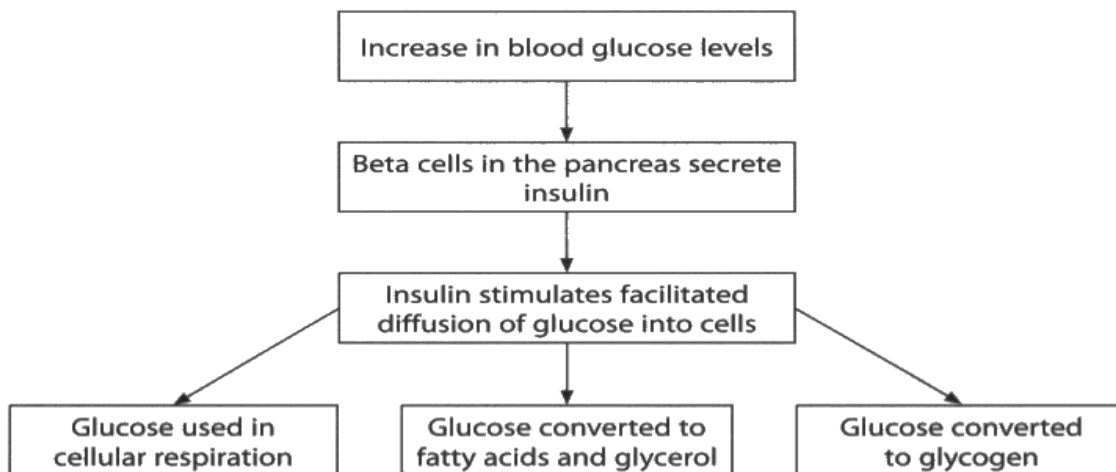 Increase in blood glucose levels
Beta cells in the pancreas secrete
insulin
Insulin stimulates facilitated
diffusion of glucose into cells
Glucose used in
cellular respiration
Glucose converted to
fatty acids and glycerol
Glucose converted
to glycogen